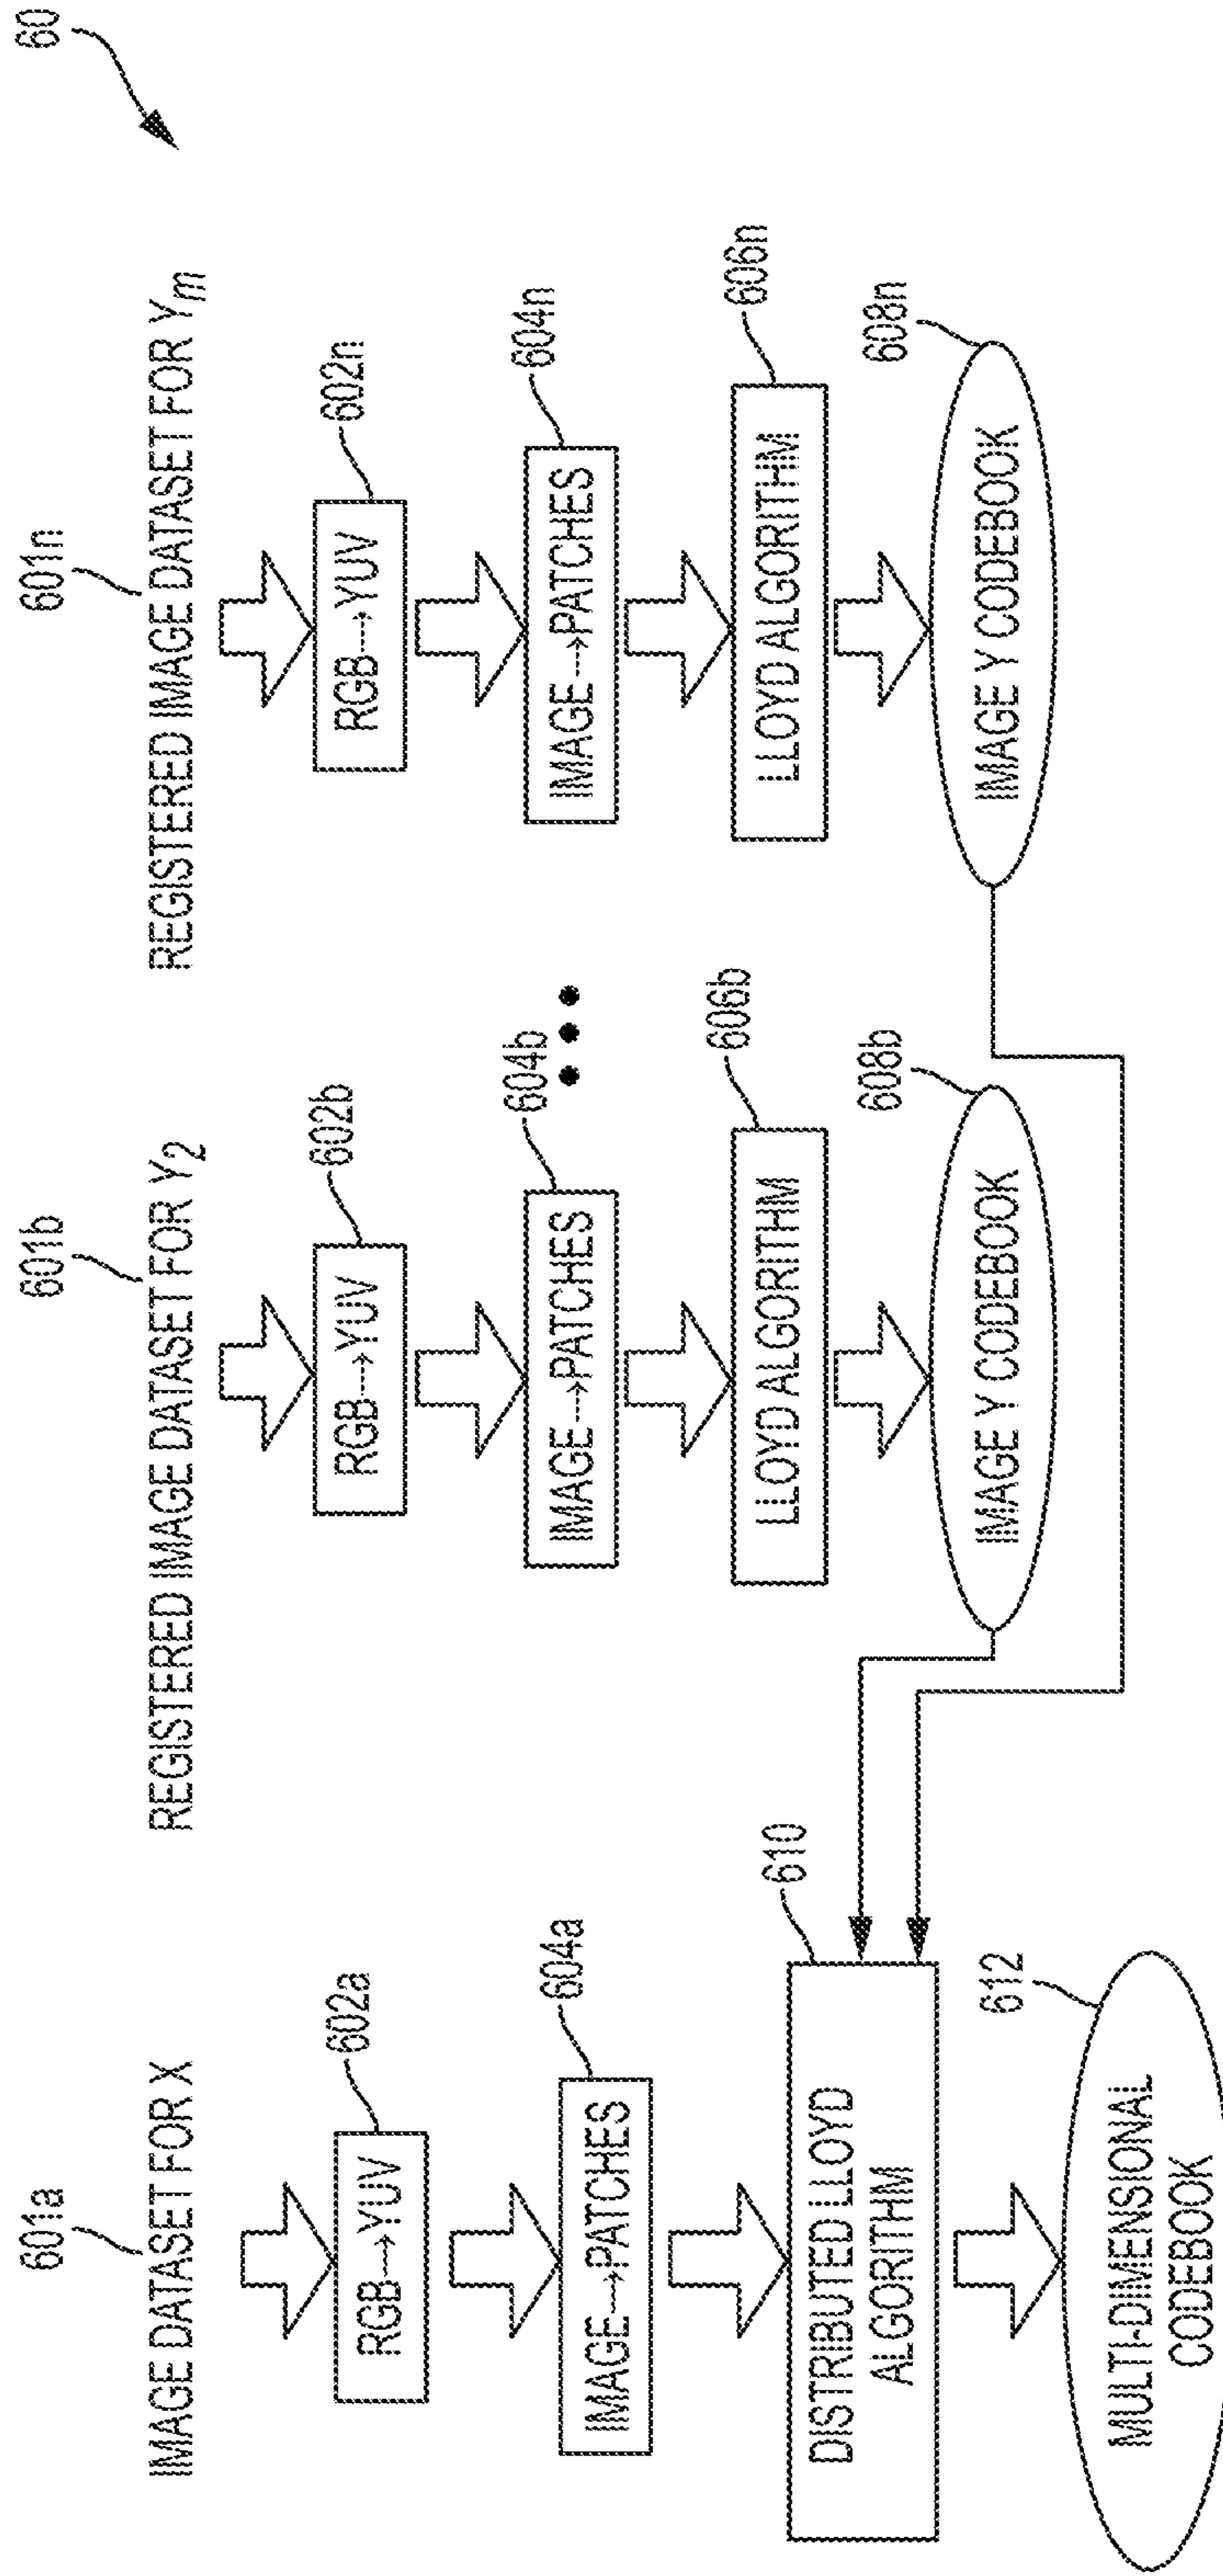 60
601a
IMAGE DATASET FOR X
602a
RGB→YUV
604a
IMAGE→PATCHES
610
DISTRIBUTED LLOYD
ALGORITHM
612
MULTI-DIMENSIONAL
CODEBOOK
601b
REGISTERED IMAGE DATASET FOR Y2
602b
RGB→YUV
604b
IMAGE→PATCHES
606b
LLOYD ALGORITHM
608b
IMAGE Y CODEBOOK
601n
REGISTERED IMAGE DATASET FOR Ym
602n
RGB→YUV
604n
IMAGE→PATCHES
606n
LLOYD ALGORITHM
608n
IMAGE Y CODEBOOK